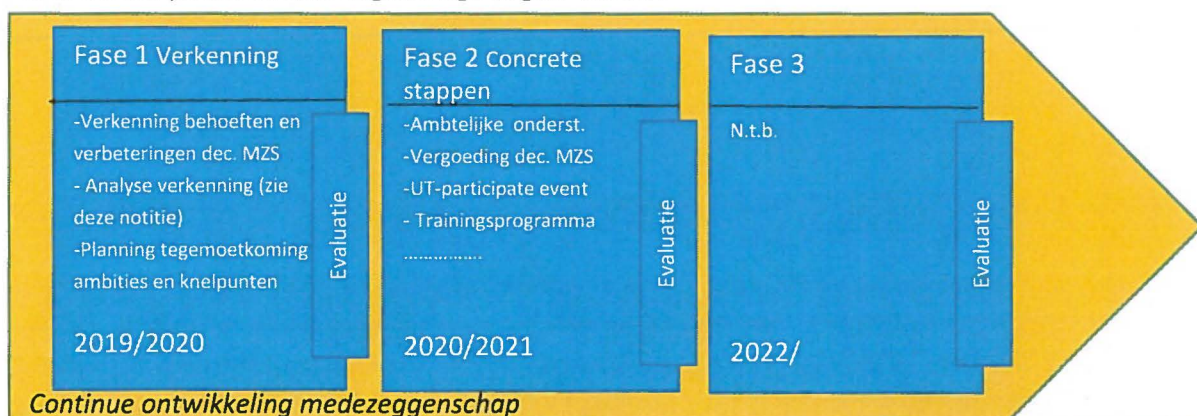 Fase 1 Verkenning
-Verkenning behoeften en
verbeteringen dec. MZS
- Analyse verkenning (zie
deze notitie)
-Planning tegemoetkoming
ambities en knelpunten
2019/2020
Evaluatie
Fase 2 Concrete
stappen
-Ambtelijke onderst.
-Vergoeding dec. MZS
-UT-participate event
- Trainingsprogramma
................
2020/2021
Evaluatie
Fase 3
N.t.b.
2022/
Evaluatie
Continue ontwikkeling medezeggenschap